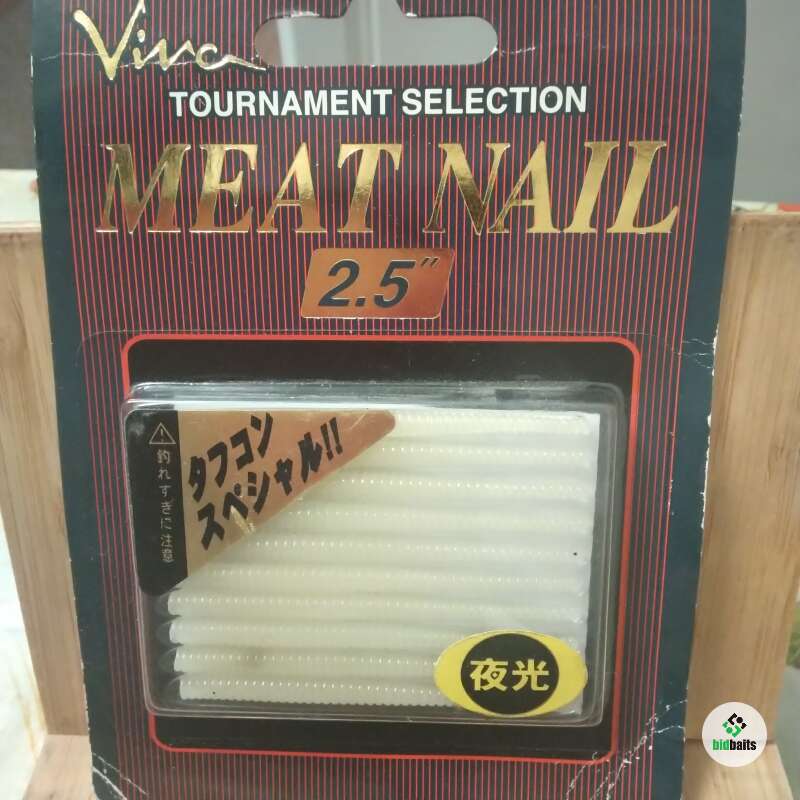 Viva
TOURNAMENT SELECTION
MEAT NAIL
2.5"
タフコン
スペシャル!!
釣れすぎに注意
夜光
bidbaits